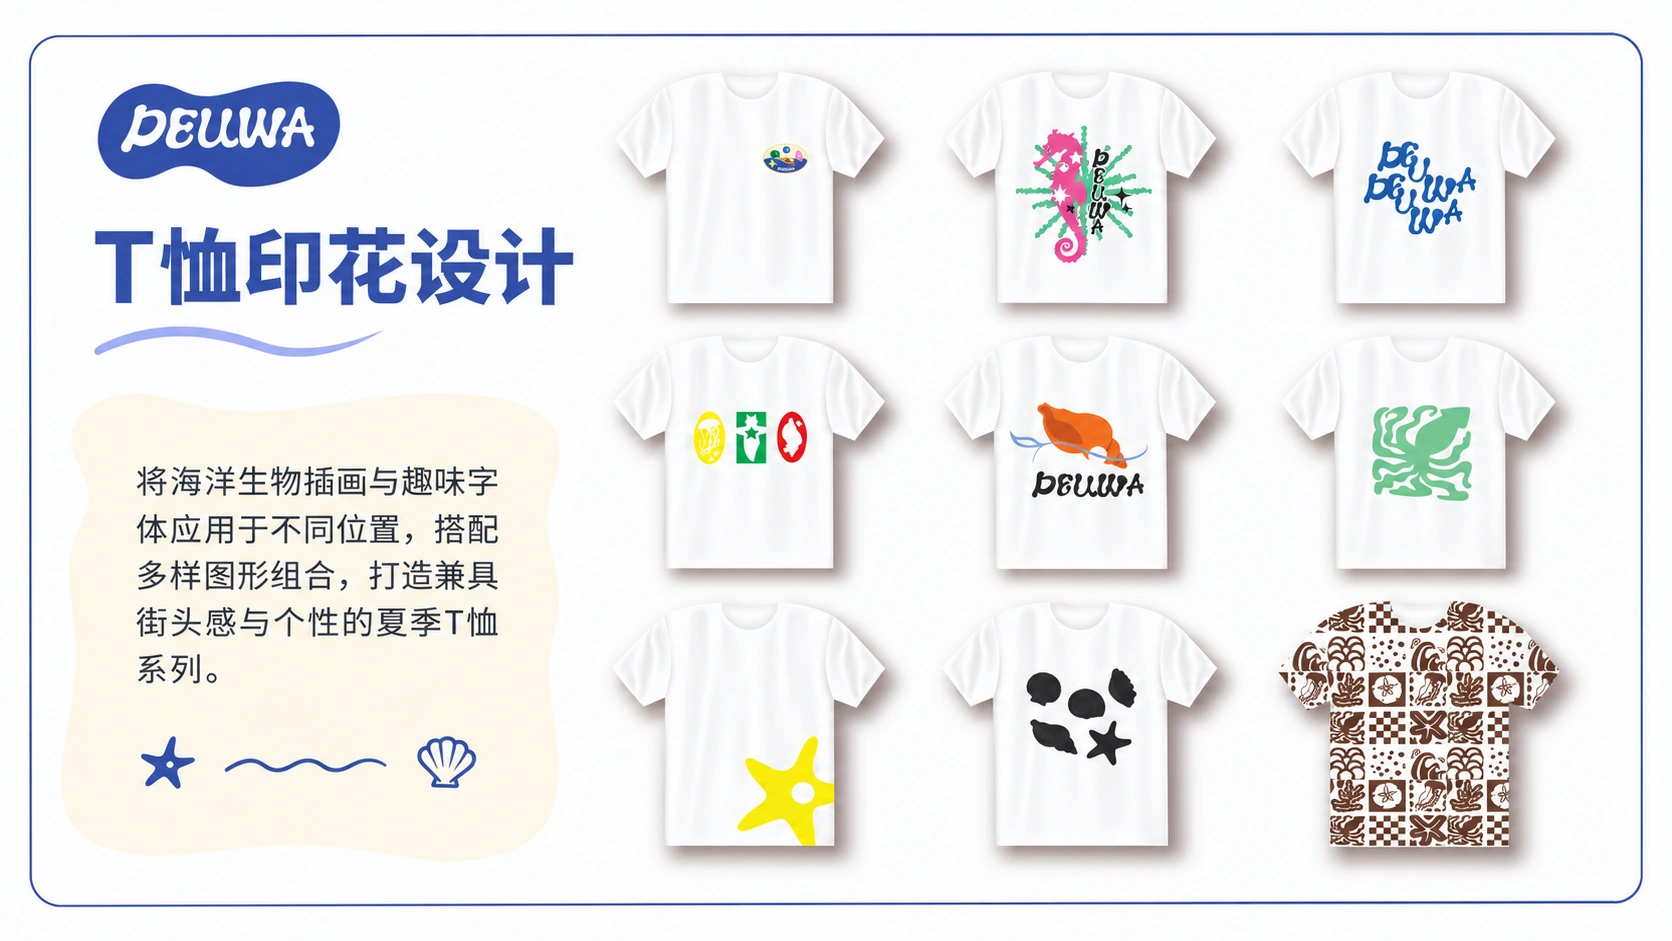 DEUWA
T恤印花设计
将海洋生物插画与趣味字
体应用于不同位置，搭配
多样图形组合，打造兼具
街头感与个性的夏季T恤
系列。
DEUWA
DEU
DEUWA
UWA
DEUWA